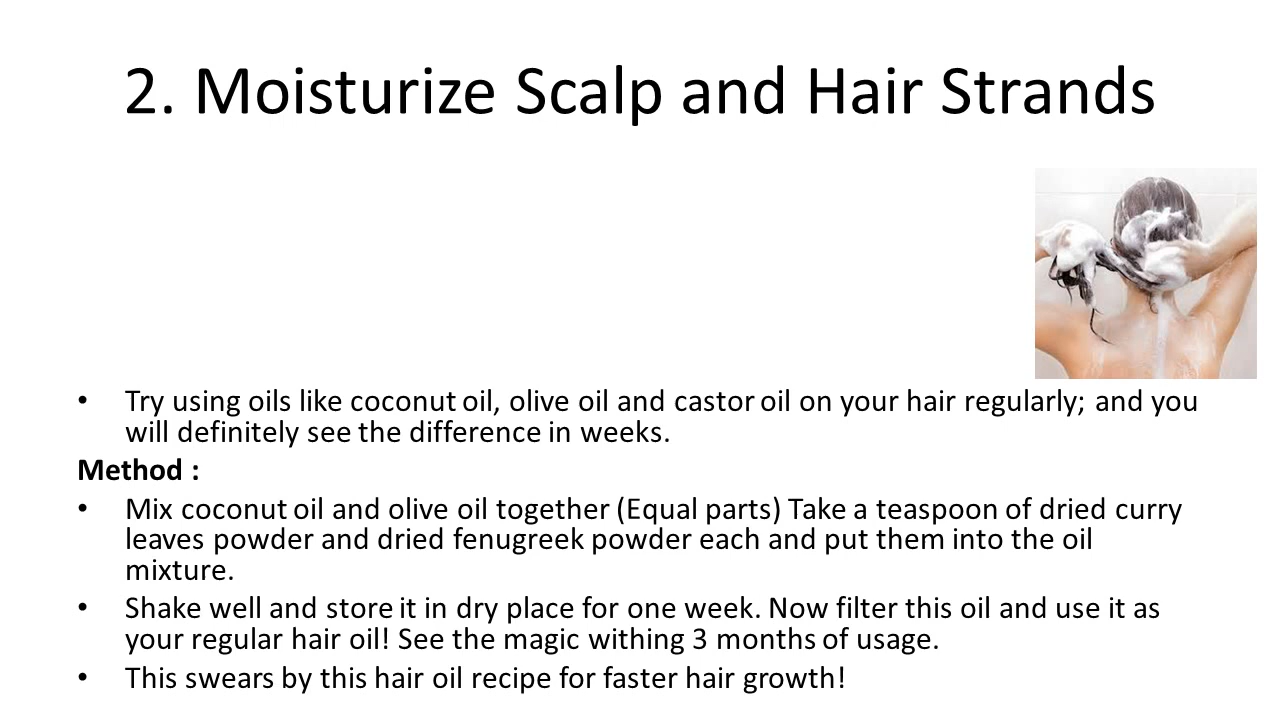 2. Moisturize Scalp and Hair Strands
• Try using oils like coconut oil, olive oil and castor oil on your hair regularly; and you
will definitely see the difference in weeks.
Method :
• Mix coconut oil and olive oil together (Equal parts) Take a teaspoon of dried curry
leaves powder and dried fenugreek powder each and put them into the oil
mixture.
• Shake well and store it in dry place for one week. Now filter this oil and use it as
your regular hair oil! See the magic withing 3 months of usage.
• This swears by this hair oil recipe for faster hair growth!